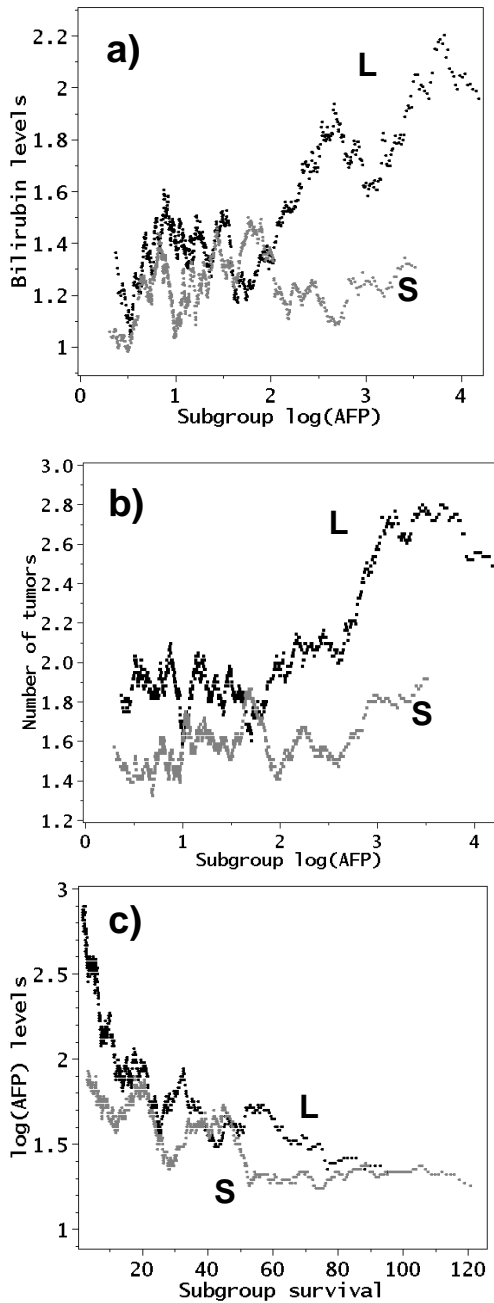 a)
L
S
Bilirubin levels
2.2
2
1.8
1.6
1.4
1.2
1
0 1 2 3 4
Subgroup log(AFP)
b)
L
S
Number of tumors
3.0
2.8
2.6
2.4
2.2
2.0
1.8
1.6
1.4
1.2
0 1 2 3 4
Subgroup log(AFP)
c)
L
S
log(AFP) levels
3
2.5
2
1.5
1
20 40 60 80 100 120
Subgroup survival